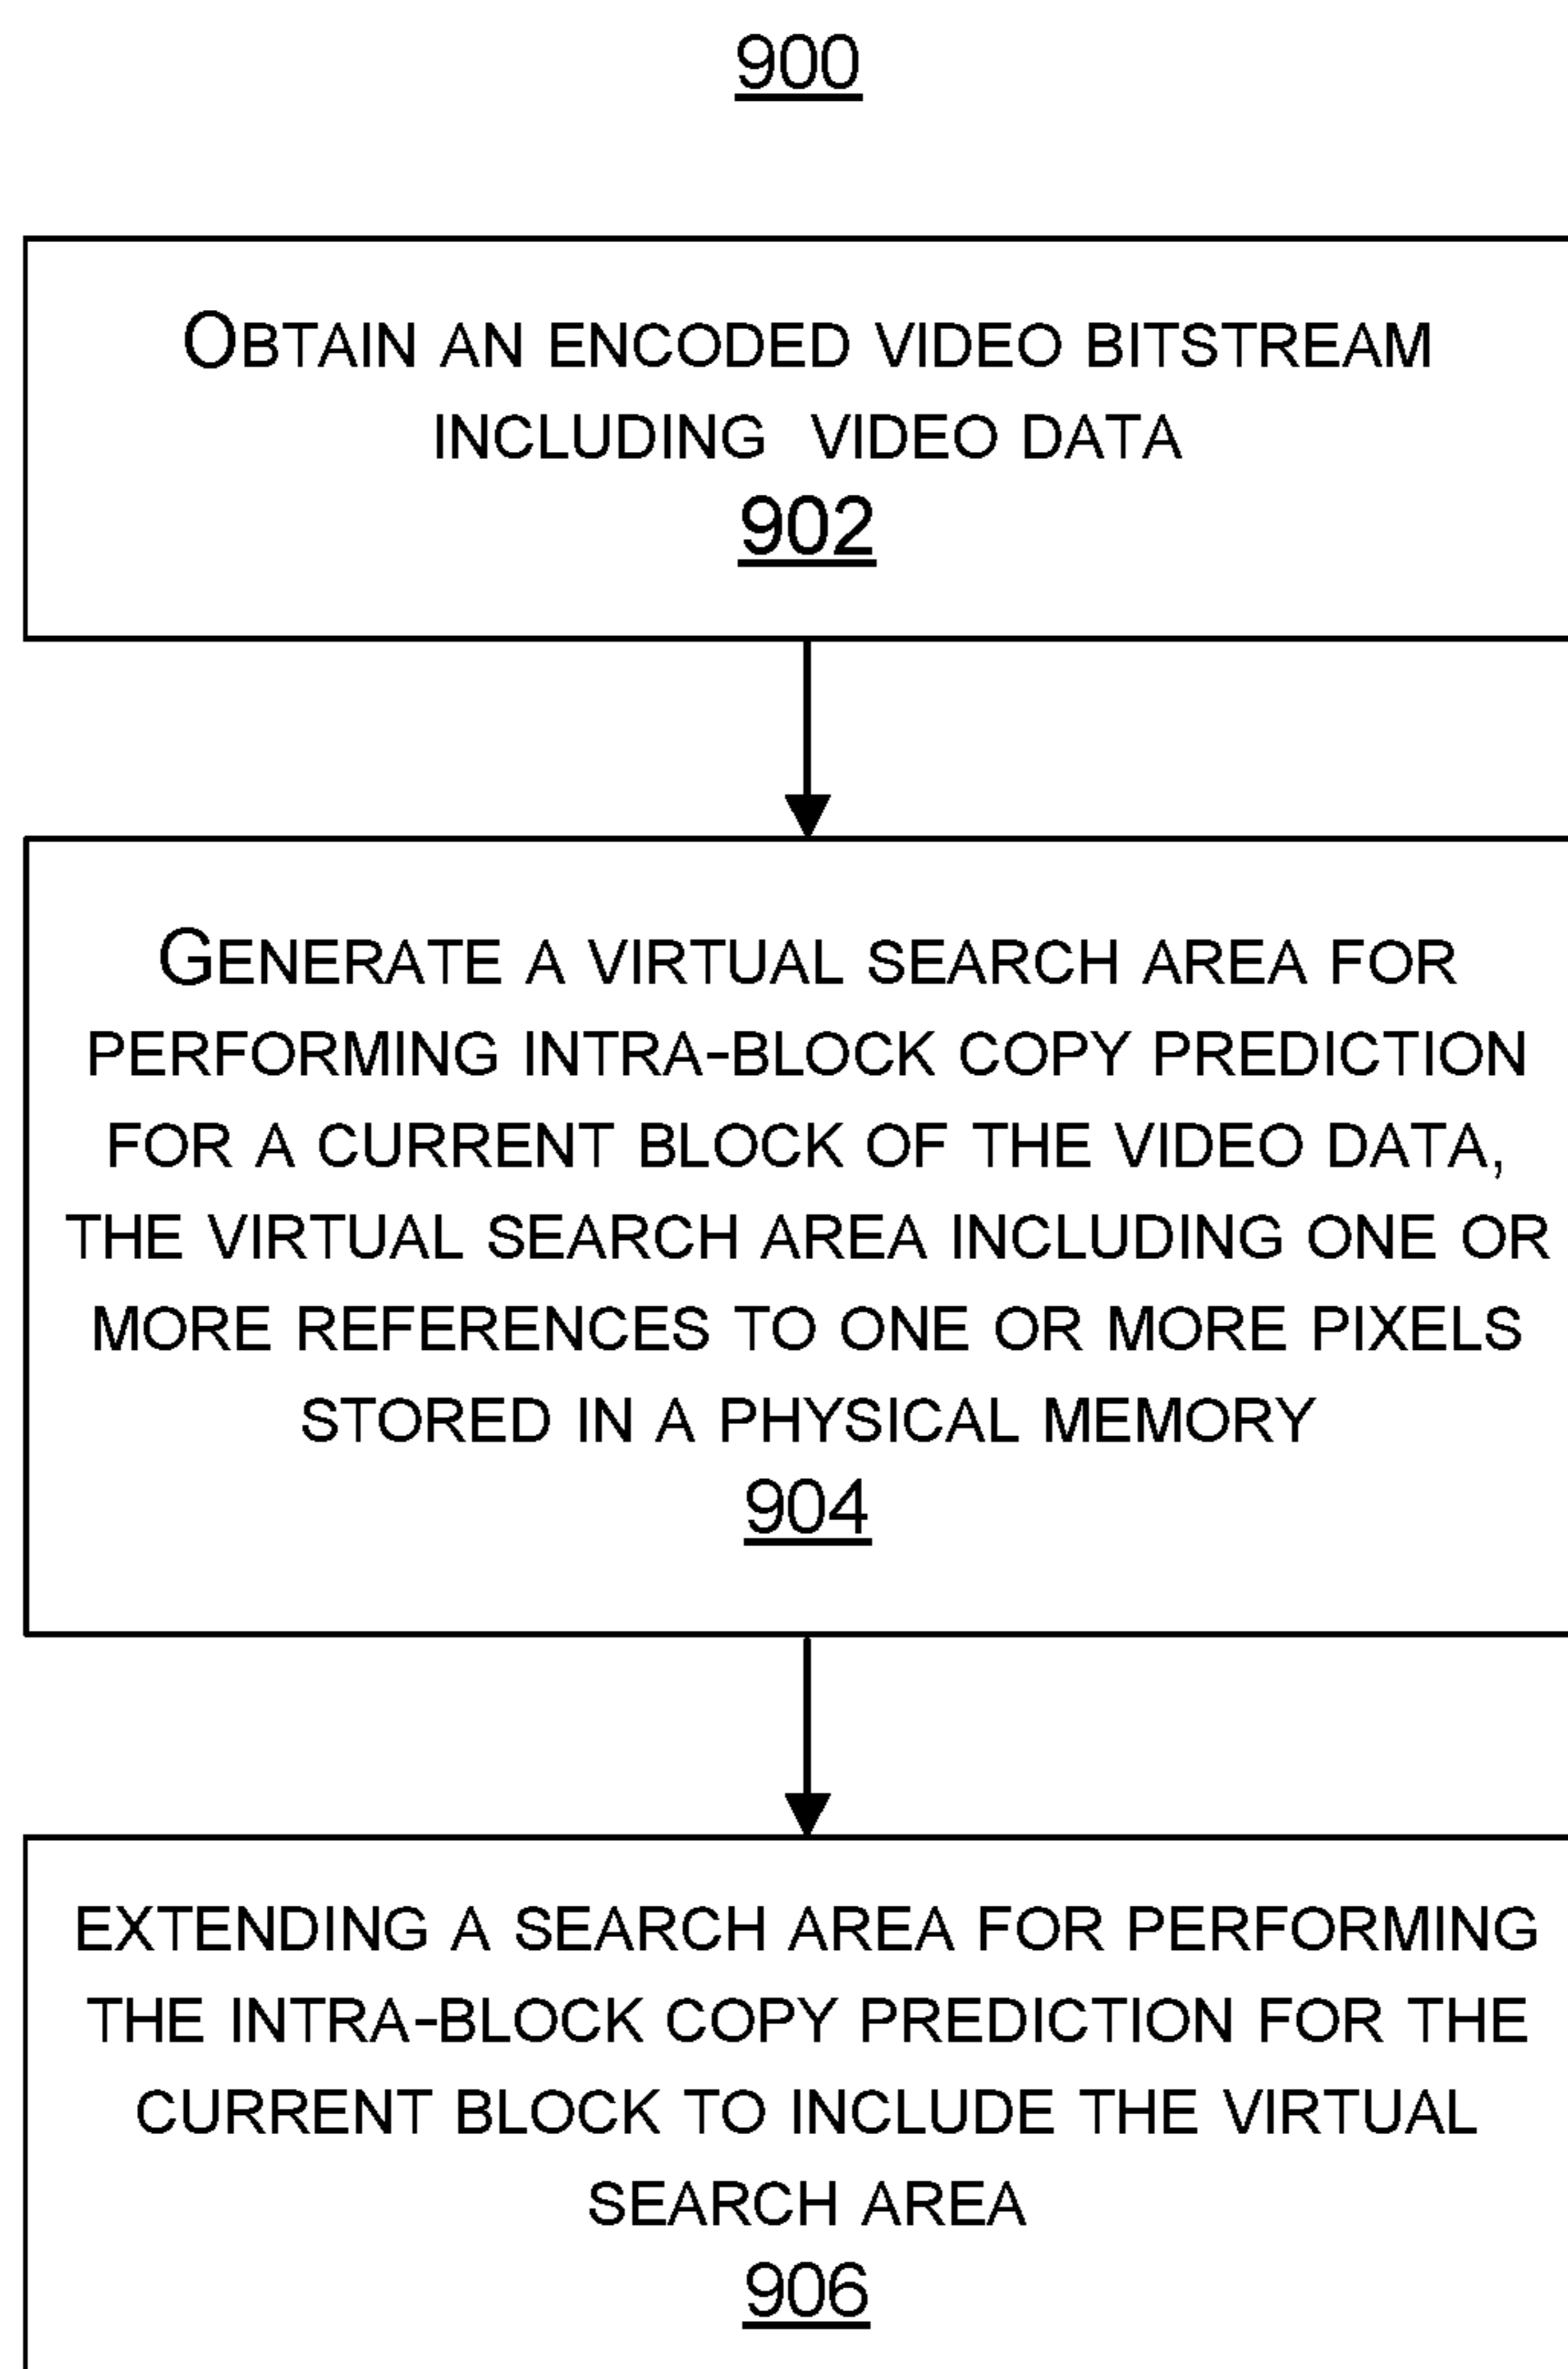 900
OBTAIN AN ENCODED VIDEO BITSTREAM
INCLUDING VIDEO DATA
902
GENERATE A VIRTUAL SEARCH AREA FOR
PERFORMING INTRA-BLOCK COPY PREDICTION
FOR A CURRENT BLOCK OF THE VIDEO DATA,
THE VIRTUAL SEARCH AREA INCLUDING ONE OR
MORE REFERENCES TO ONE OR MORE PIXELS
STORED IN A PHYSICAL MEMORY
904
EXTENDING A SEARCH AREA FOR PERFORMING
THE INTRA-BLOCK COPY PREDICTION FOR THE
CURRENT BLOCK TO INCLUDE THE VIRTUAL
SEARCH AREA
906